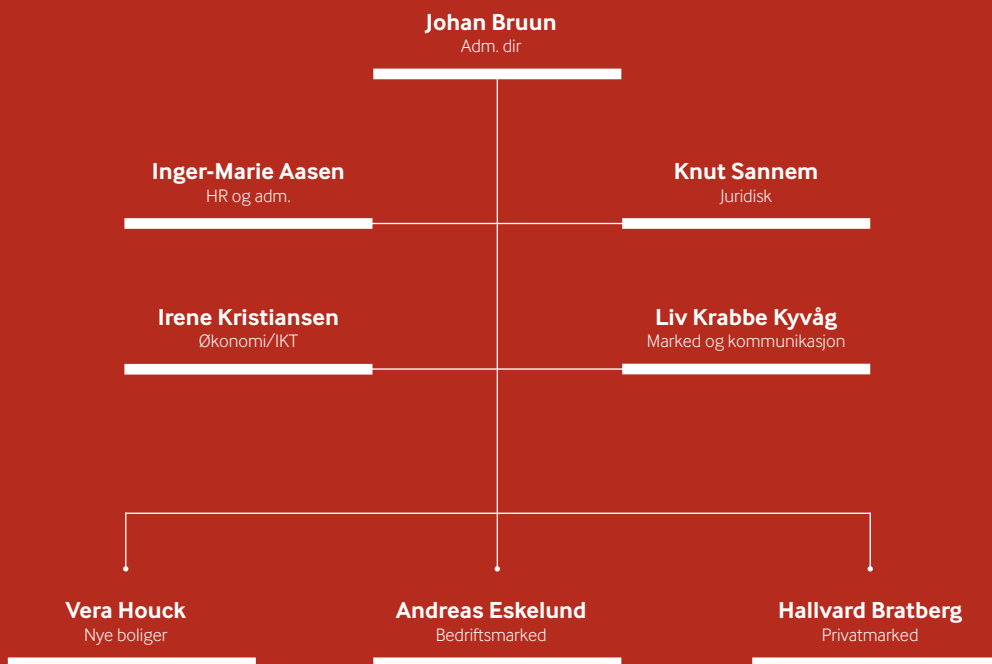 Johan Bruun
Adm. dir
Inger-Marie Aasen
HR og adm.
Knut Sannem
Juridisk
Irene Kristiansen
Økonomi/IKT
Liv Krabbe Kyvåg
Marked og kommunikasjon
Vera Houck
Nye boliger
Andreas Eskelund
Bedriftsmarked
Hallvard Bratberg
Privatmarked